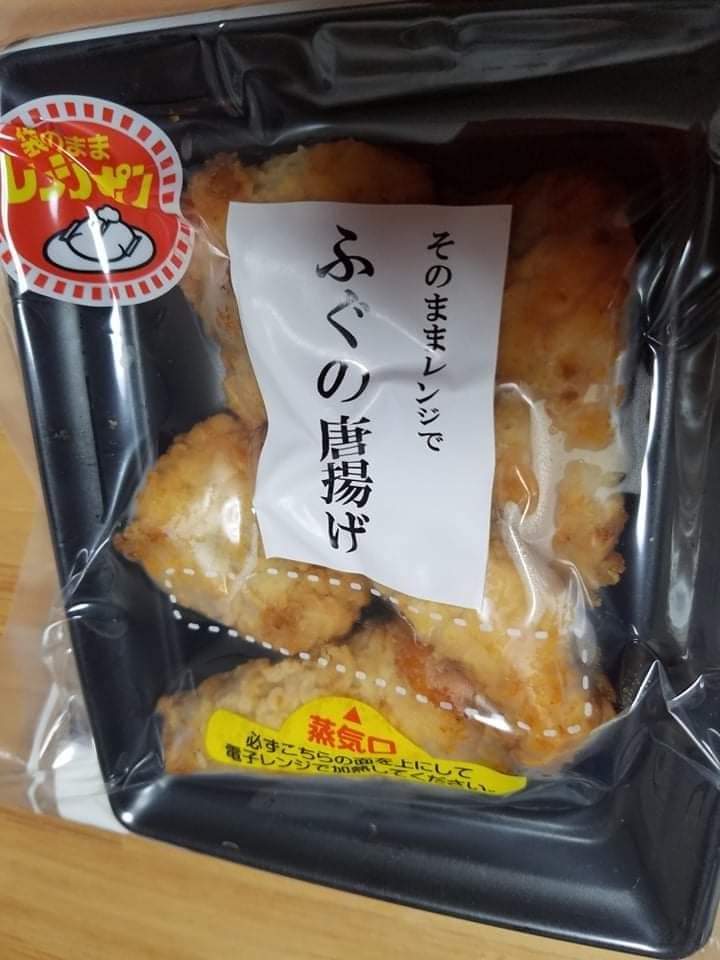 袋のまま
レンジポン
そのままレンジで
ふぐの唐揚げ
蒸気口
必ずこちらの面を上にして
電子レンジで加熱してください。